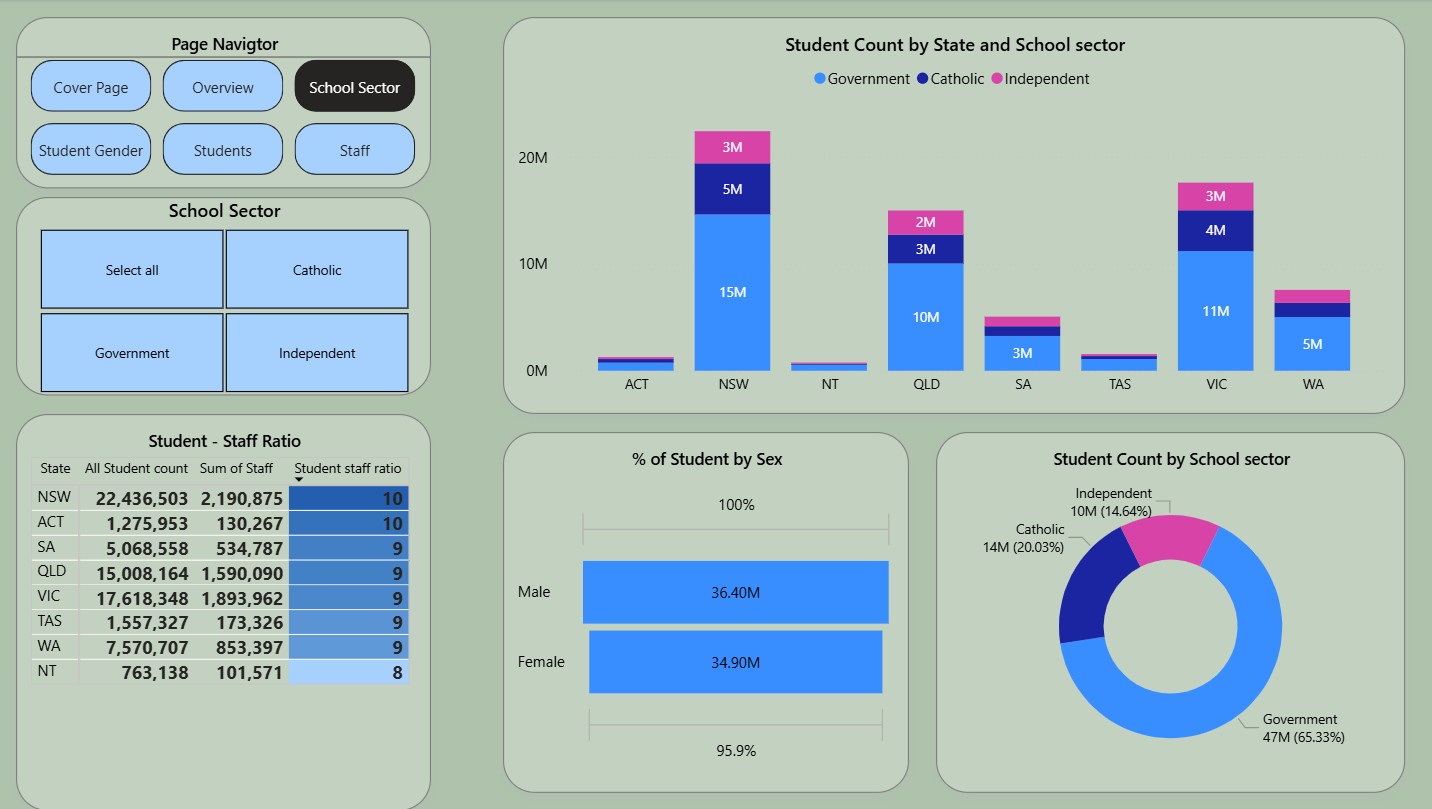 Page Navigtor
Cover Page
Overview
School Sector
Student Gender
Students
Staff
School Sector
Select all
Catholic
Government
Independent
Student - Staff Ratio
State All Student count Sum of Staff Student staff ratio
NSW 22,436,503 2,190,875 10
ACT 1,275,953 130,267 10
SA 5,068,558 534,787 9
QLD 15,008,164 1,590,090 9
VIC 17,618,348 1,893,962 9
TAS 1,557,327 173,326 9
WA 7,570,707 853,397 9
NT 763,138 101,571 8
Student Count by State and School sector
Government Catholic Independent
20M
10M
0M
3M
5M
15M
2M
3M
10M
3M
3M
4M
11M
5M
ACT NSW NT QLD SA TAS VIC WA
% of Student by Sex
100%
Male 36.40M
Female 34.90M
95.9%
Student Count by School sector
Independent
10M (14.64%)
Catholic
14M (20.03%)
Government
47M (65.33%)